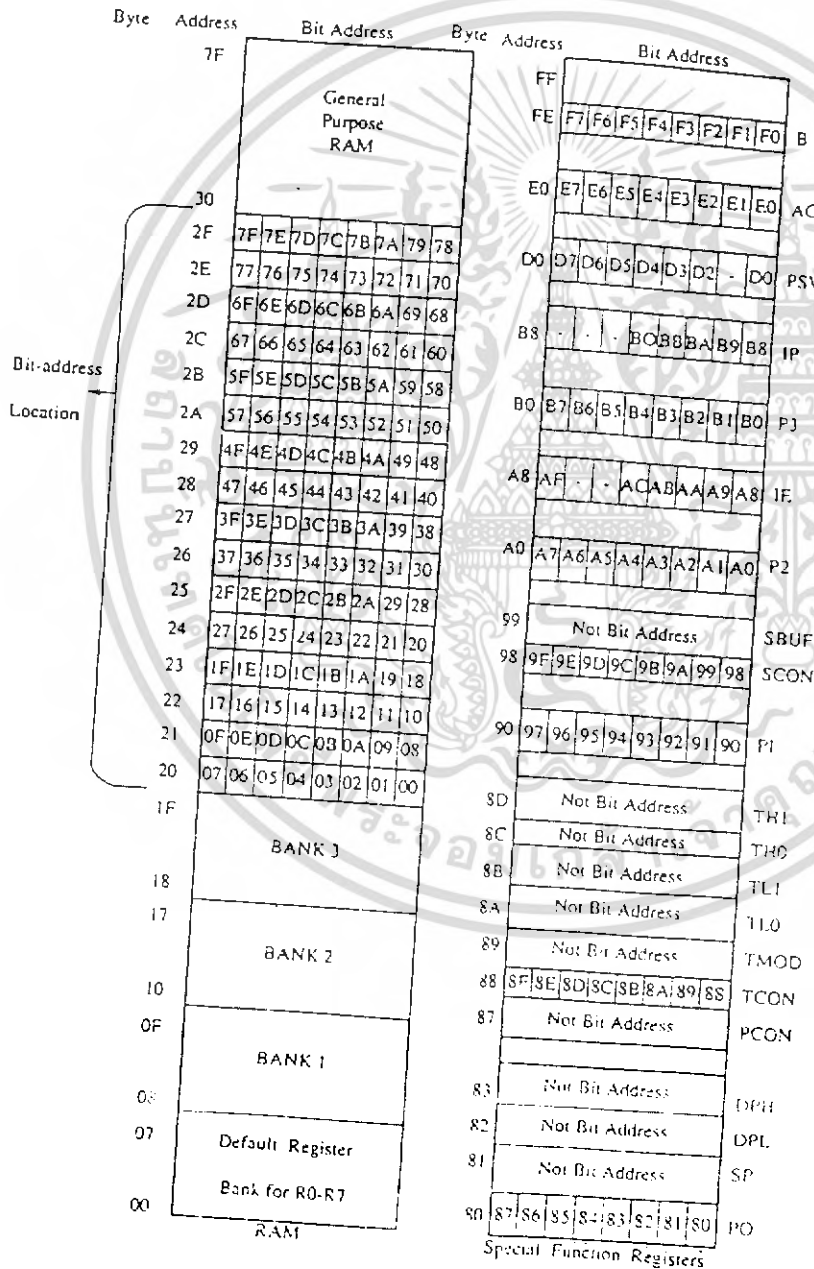 Byte Address Bit Address
7F
General
Purpose
RAM
30
2F 7F 7E 7D 7C 7B 7A 79 78
2E 77 76 75 74 73 72 71 70
2D 6F 6E 6D 6C 6B 6A 69 68
2C 67 66 65 64 63 62 61 60
Bit-address
Location
2B 5F 5E 5D 5C 5B 5A 59 58
2A 57 56 55 54 53 52 51 50
29 4F 4E 4D 4C 4B 4A 49 48
28 47 46 45 44 43 42 41 40
27 3F 3E 3D 3C 3B 3A 39 38
26 37 36 35 34 33 32 31 30
25 2F 2E 2D 2C 2B 2A 29 28
24 27 26 25 24 23 22 21 20
23 1F 1E 1D 1C 1B 1A 19 18
22 17 16 15 14 13 12 11 10
21 0F 0E 0D 0C 0B 0A 09 08
20 07 06 05 04 03 02 01 00
1F
BANK 3
18
17
BANK 2
10
0F
BANK 1
08
07
Default Register
Bank for R0-R7
00
RAM
Byte Address Bit Address
FF
FE F7 F6 F5 F4 F3 F2 F1 F0 B
E0 E7 E6 E5 E4 E3 E2 E1 E0 AC
D0 D7 D6 D5 D4 D3 D2 - D0 PSW
B8 - - - BC BB BA B9 B8 IP
B0 B7 B6 B5 B4 B3 B2 B1 B0 P3
A8 AF - - AC AB AA A9 A8 IE
A0 A7 A6 A5 A4 A3 A2 A1 A0 P2
99 Not Bit Address SBUF
98 9F 9E 9D 9C 9B 9A 99 98 SCON
90 97 96 95 94 93 92 91 90 P1
8D Not Bit Address TH1
8C Not Bit Address TH0
8B Not Bit Address TL1
8A Not Bit Address TL0
89 Not Bit Address TMOD
88 8F 8E 8D 8C 8B 8A 89 88 TCON
87 Not Bit Address PCON
83 Not Bit Address DPH
82 Not Bit Address DPL
81 Not Bit Address SP
80 87 86 85 84 83 82 81 80 PO
Special Function Registers